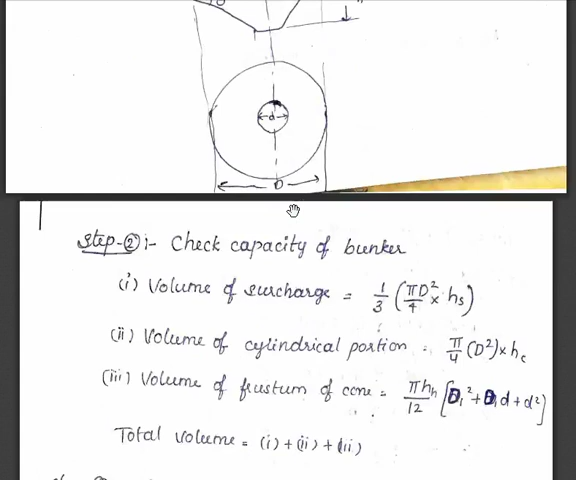 d
D
Step-② :- Check capacity of bunker
(i) Volume of surcharge = 1/3 (πD²/4 × hs)
(ii) Volume of cylindrical portion = π/4 (D²) × hc
(iii) Volume of frustum of cone = πhh/12 [D₁² + D₁d + d²]
Total volume = (i) + (ii) + (iii)